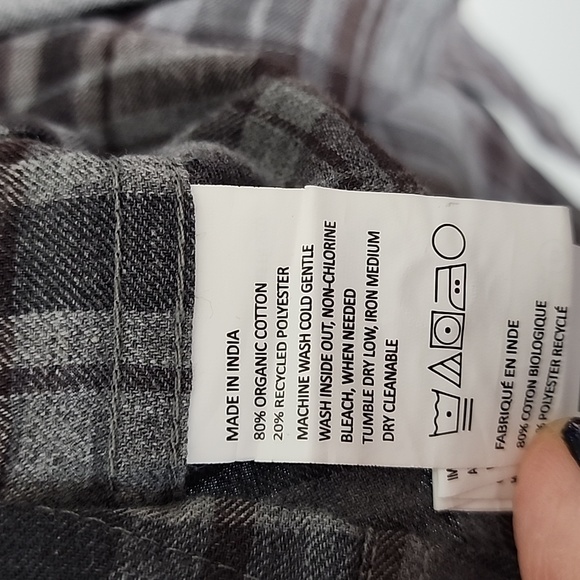 MADE IN INDIA
80% ORGANIC COTTON
20% RECYCLED POLYESTER
MACHINE WASH COLD GENTLE
WASH INSIDE OUT, NON-CHLORINE
BLEACH, WHEN NEEDED
TUMBLE DRY LOW, IRON MEDIUM
DRY CLEANABLE
FABRIQUÉ EN INDE
80% COTON BIOLOGIQUE
% POLYESTER RECYCLÉ